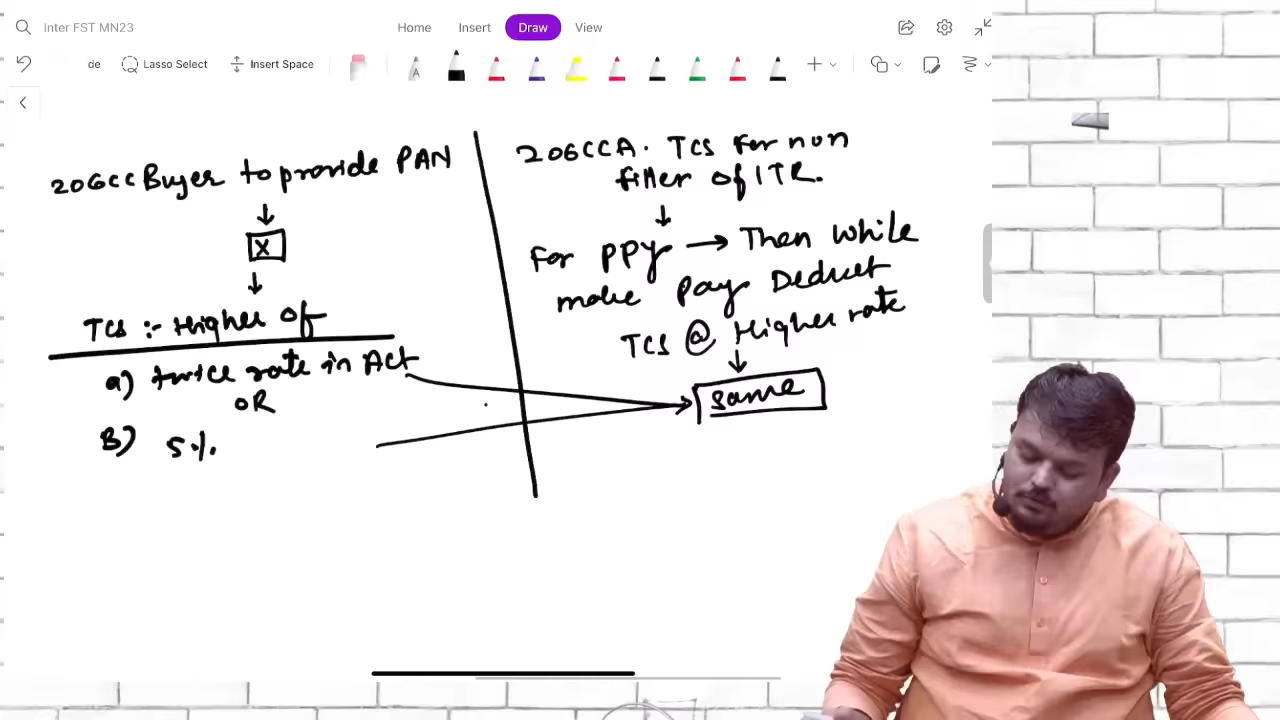 Inter FST MN23
Home Insert Draw View
de Lasso Select Insert Space
A
206CC Buyer to provide PAN
X
TCS :- Higher Of
a) twice rate in Act
OR
B) 5%
206CCA. TCS for non
filler of ITR.
For PPY → Then while
make pay Deduct
TCS @ Higher rate
same